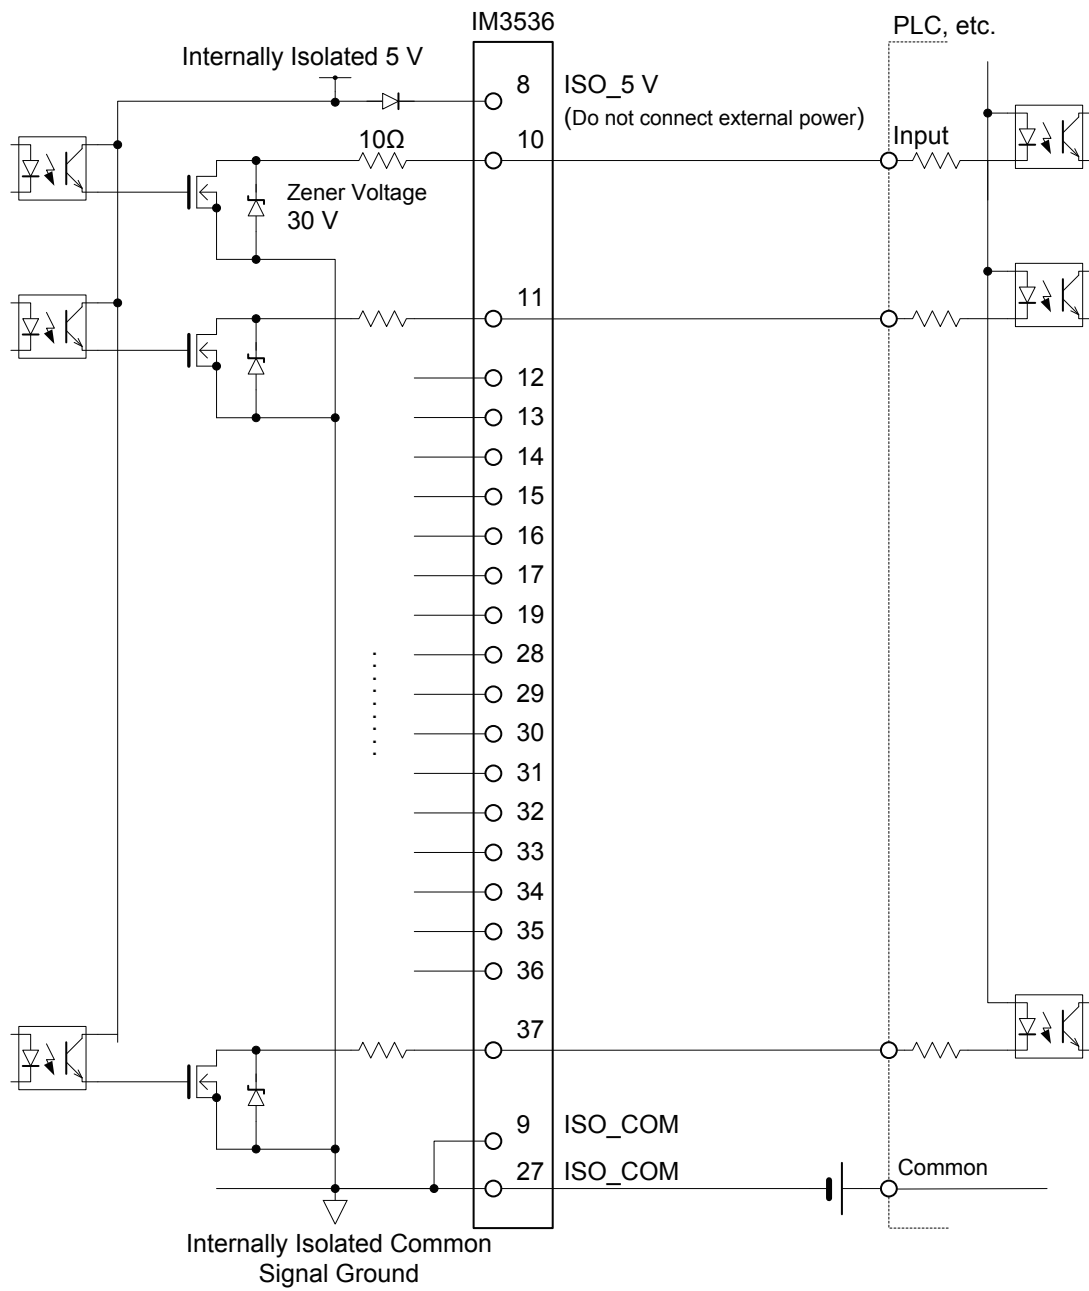 IM3536
PLC, etc.
Internally Isolated 5 V
8
ISO_5 V
(Do not connect external power)
10Ω
10
Input
Zener Voltage
30 V
11
12
13
14
15
16
17
19
28
29
30
31
32
33
34
35
36
37
9
ISO_COM
27
ISO_COM
Common
Internally Isolated Common
Signal Ground